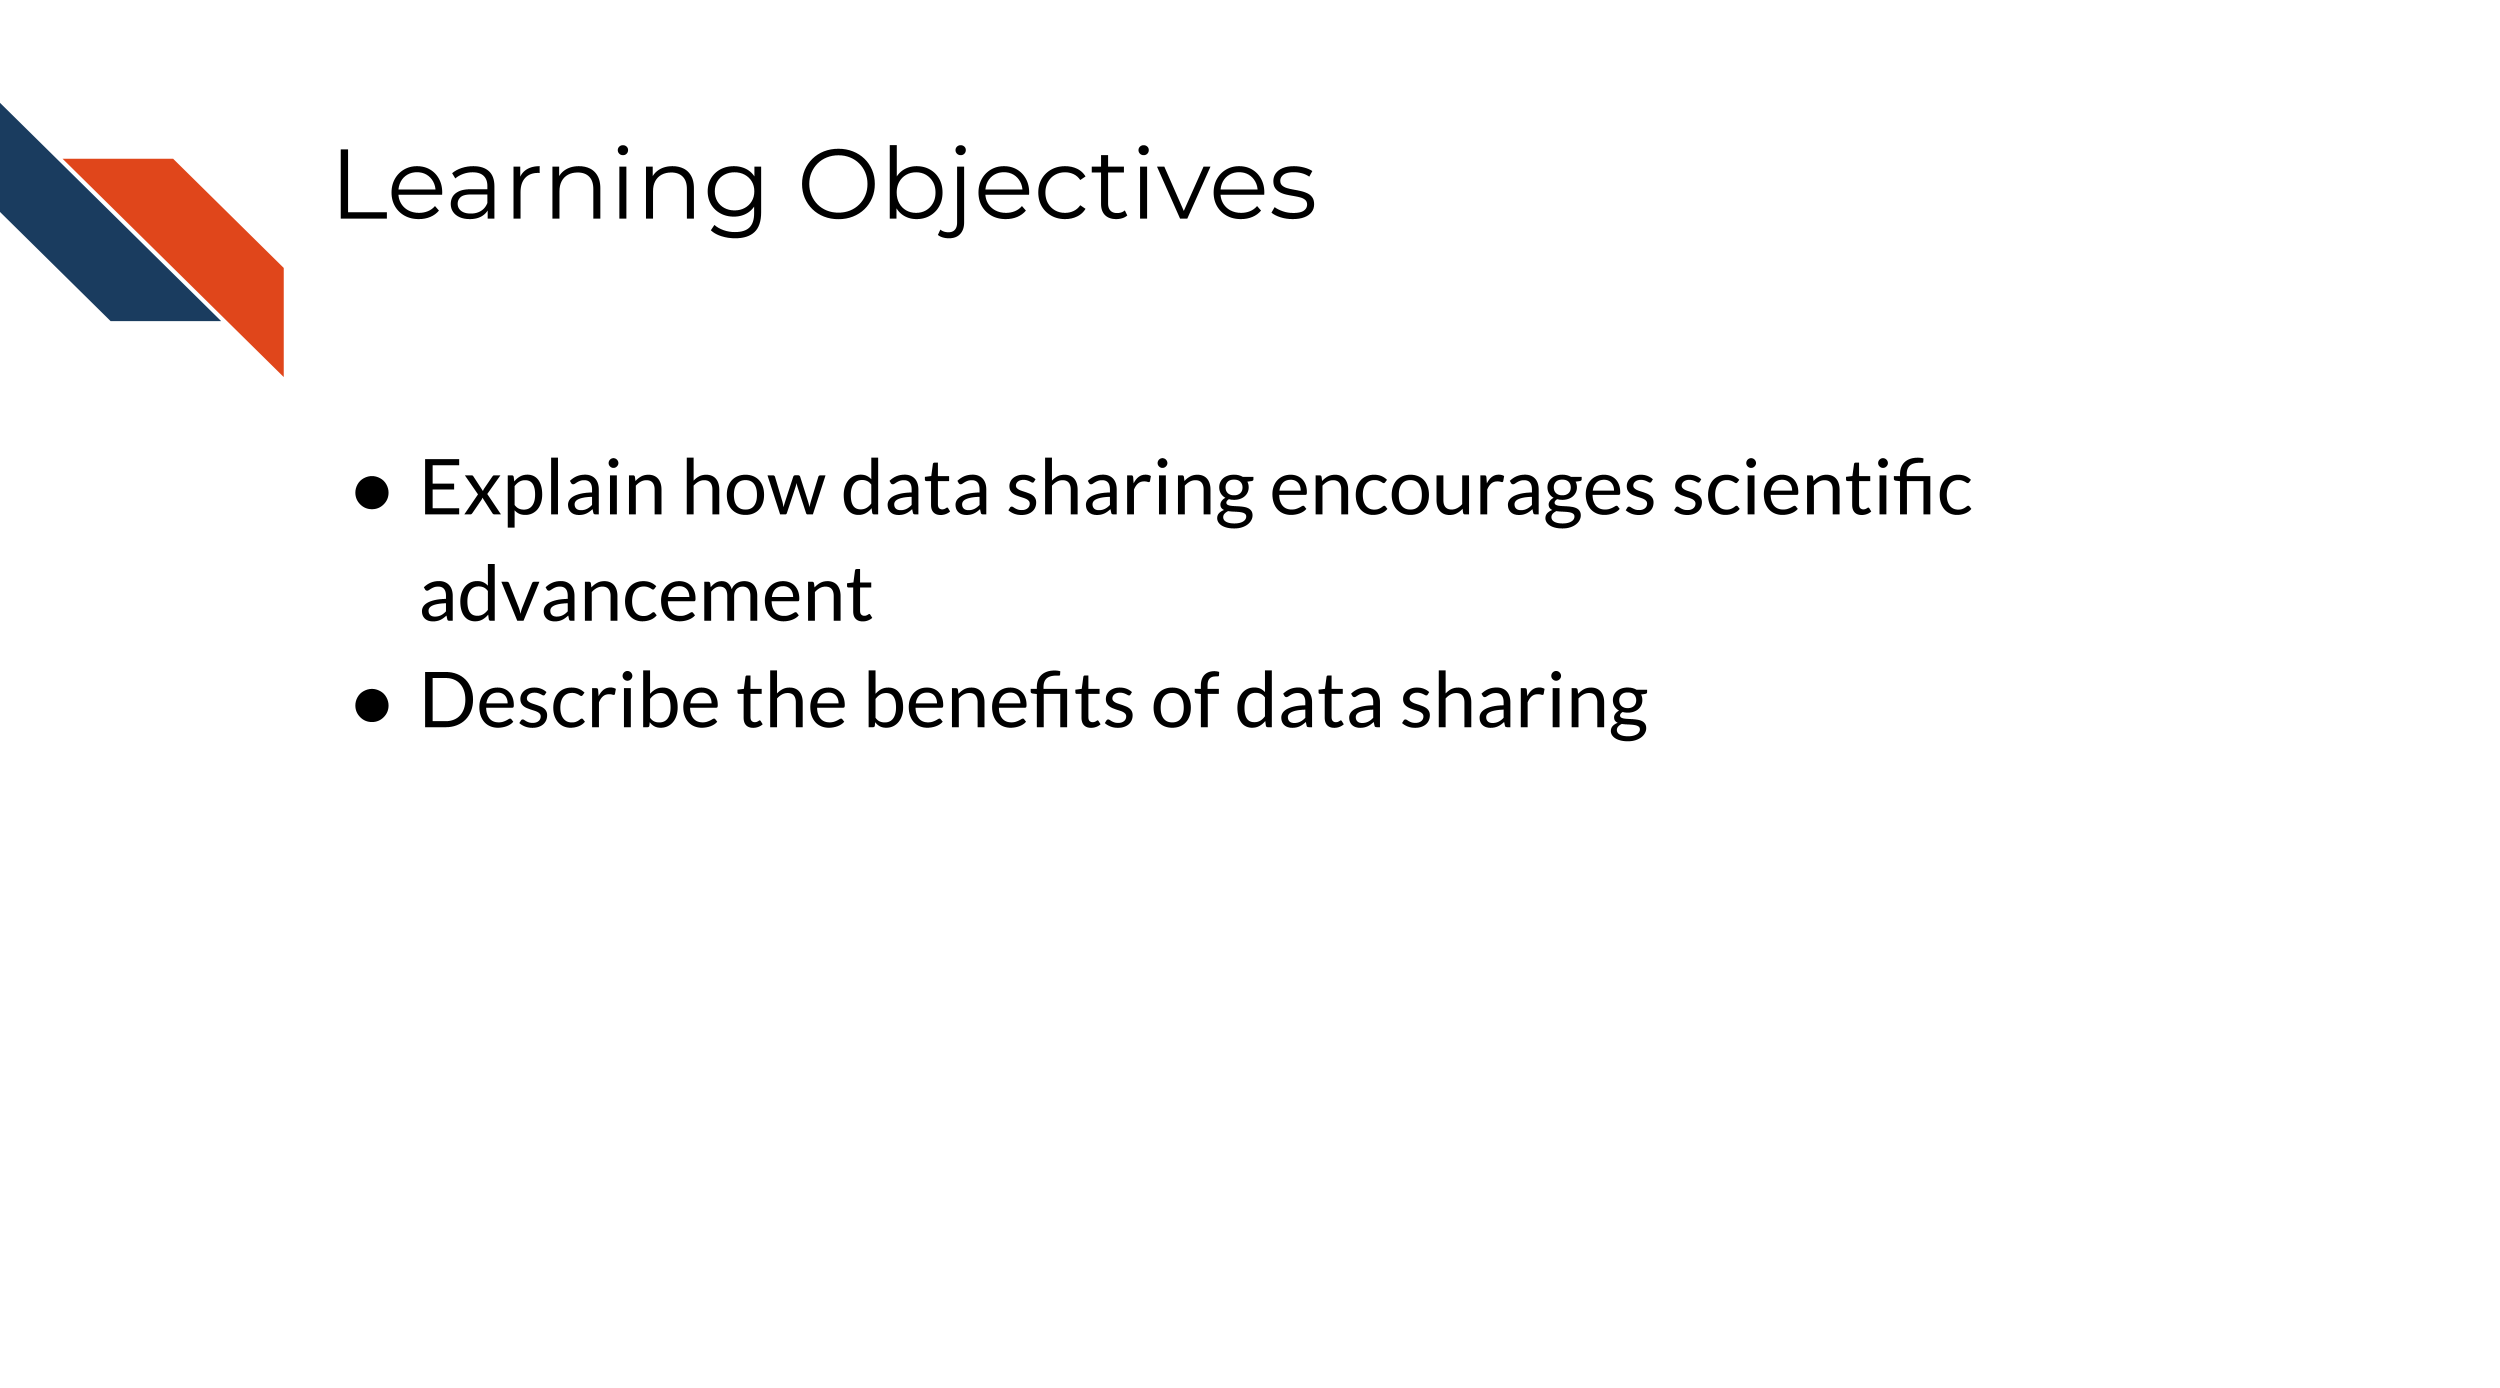 Learning Objectives
● Explain how data sharing encourages scientific
advancement
● Describe the benefits of data sharing